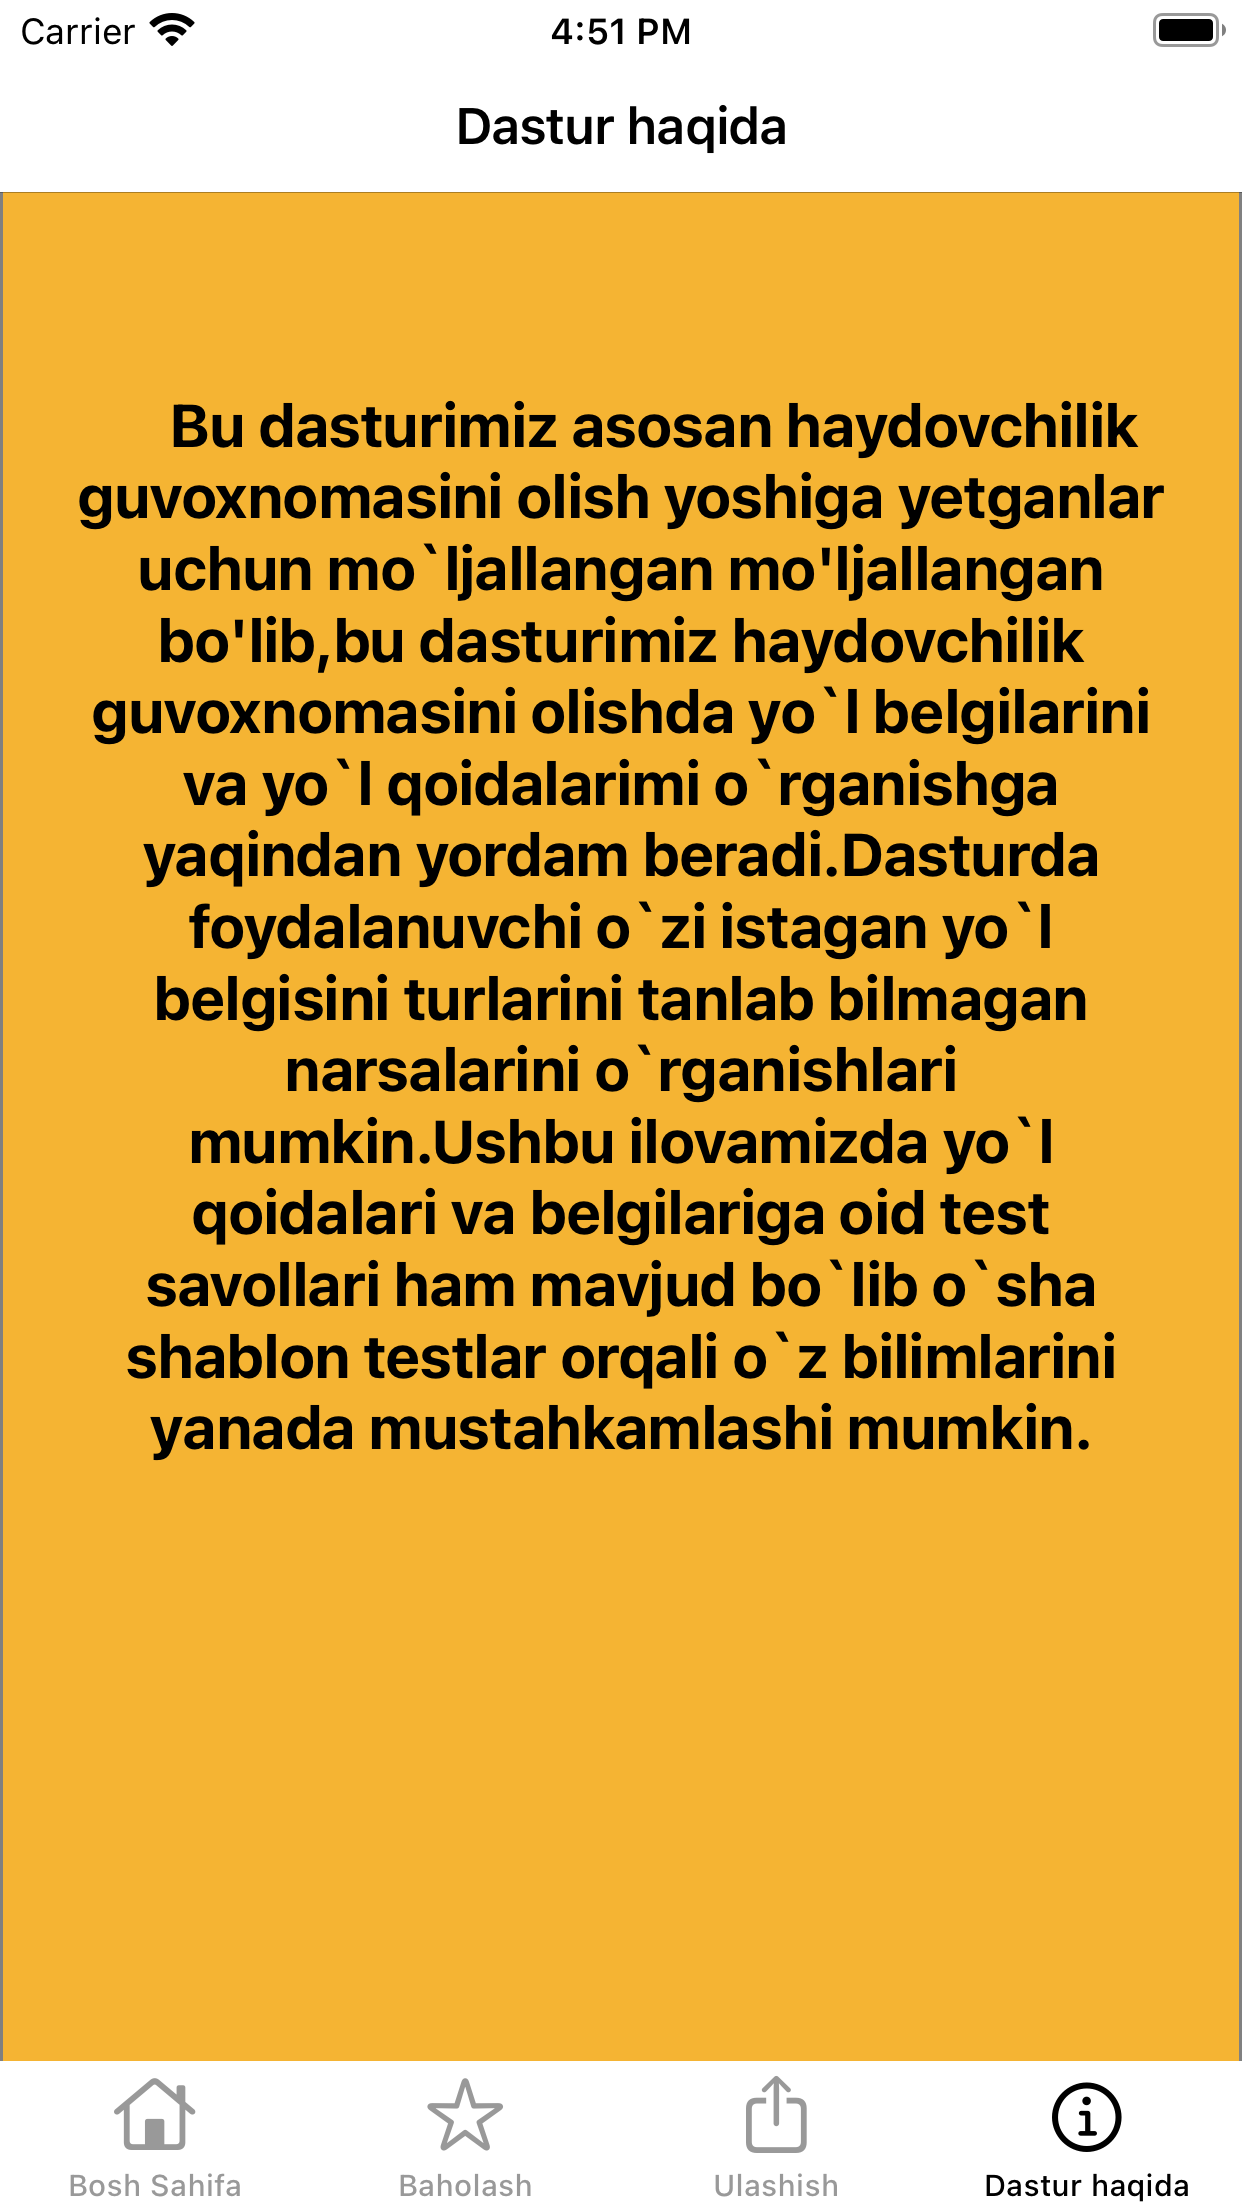 Carrier
4:51 PM
Dastur haqida
Bu dasturimiz asosan haydovchilik
guvoxnomasini olish yoshiga yetganlar
uchun mo`ljallangan mo'ljallangan
bo'lib,bu dasturimiz haydovchilik
guvoxnomasini olishda yo`l belgilarini
va yo`l qoidalarimi o`rganishga
yaqindan yordam beradi.Dasturda
foydalanuvchi o`zi istagan yo`l
belgisini turlarini tanlab bilmagan
narsalarini o`rganishlari
mumkin.Ushbu ilovamizda yo`l
qoidalari va belgilariga oid test
savollari ham mavjud bo`lib o`sha
shablon testlar orqali o`z bilimlarini
yanada mustahkamlashi mumkin.
Bosh Sahifa
Baholash
Ulashish
Dastur haqida